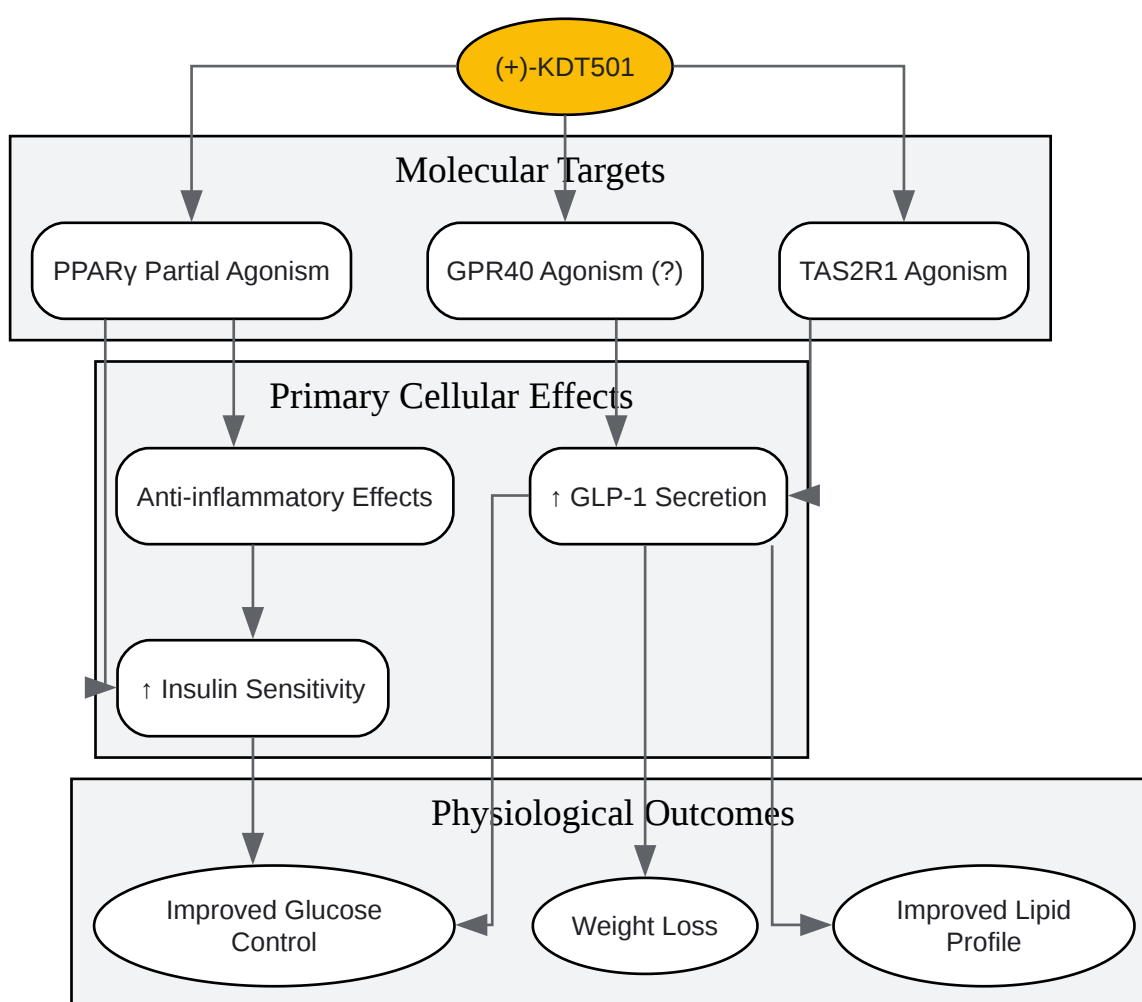 (+)-KDT501
Molecular Targets
PPARγ Partial Agonism
GPR40 Agonism (?)
TAS2R1 Agonism
Primary Cellular Effects
Anti-inflammatory Effects
↑ GLP-1 Secretion
↑ Insulin Sensitivity
Physiological Outcomes
Improved Glucose
Control
Weight Loss
Improved Lipid
Profile